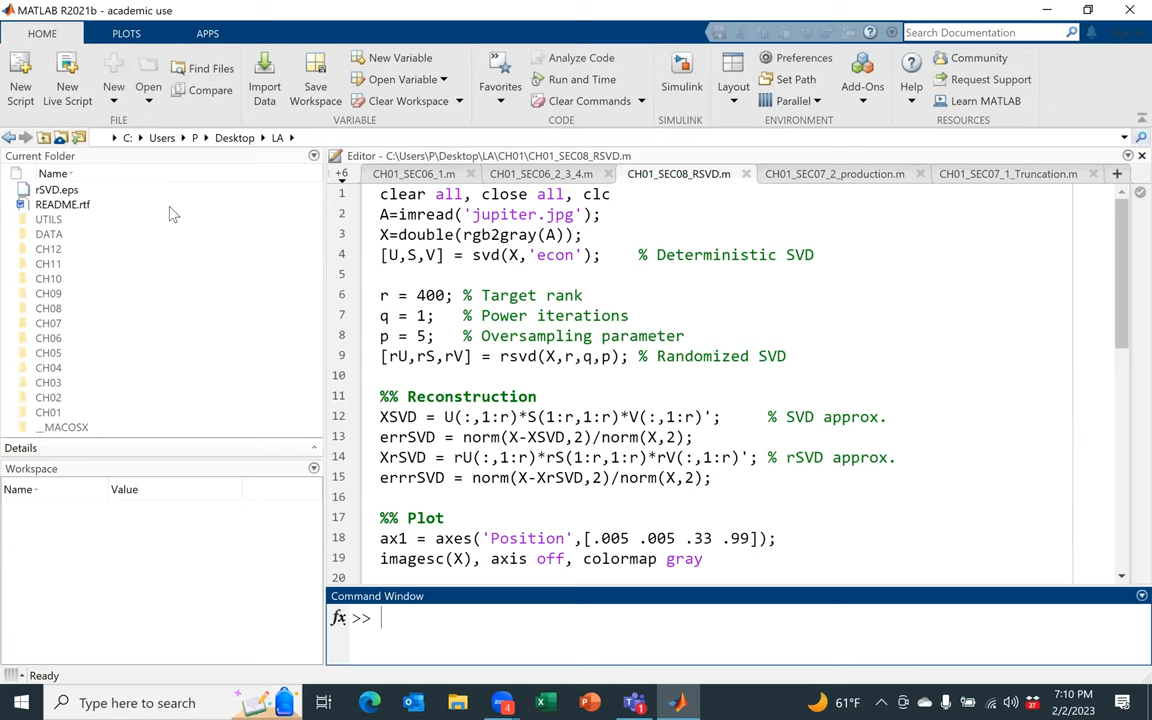 MATLAB R2021b - academic use
HOME PLOTS APPS
Search Documentation
New Script
New Live Script
New
Open
Find Files
Compare
Import Data
Save Workspace
New Variable
Open Variable
Clear Workspace
Favorites
Analyze Code
Run and Time
Clear Commands
Simulink
Layout
Preferences
Set Path
Parallel
Add-Ons
Help
Community
Request Support
Learn MATLAB
FILE VARIABLE CODE SIMULINK ENVIRONMENT RESOURCES
C: Users P Desktop LA
Current Folder
Name
rSVD.eps
README.rtf
UTILS
DATA
CH12
CH11
CH10
CH09
CH08
CH07
CH06
CH05
CH04
CH03
CH02
CH01
__MACOSX
Details
Workspace
Name Value
Editor - C:\Users\P\Desktop\LA\CH01\CH01_SEC08_RSVD.m
+6 CH01_SEC06_1.m CH01_SEC06_2_3_4.m CH01_SEC08_RSVD.m CH01_SEC07_2_production.m CH01_SEC07_1_Truncation.m
1 clear all, close all, clc
2 A=imread('jupiter.jpg');
3 X=double(rgb2gray(A));
4 [U,S,V] = svd(X,'econ'); % Deterministic SVD
5
6 r = 400; % Target rank
7 q = 1; % Power iterations
8 p = 5; % Oversampling parameter
9 [rU,rS,rV] = rsvd(X,r,q,p); % Randomized SVD
10
11 %% Reconstruction
12 XSVD = U(:,1:r)*S(1:r,1:r)*V(:,1:r)'; % SVD approx.
13 errSVD = norm(X-XSVD,2)/norm(X,2);
14 XrSVD = rU(:,1:r)*rS(1:r,1:r)*rV(:,1:r)'; % rSVD approx.
15 errrSVD = norm(X-XrSVD,2)/norm(X,2);
16
17 %% Plot
18 ax1 = axes('Position',[.005 .005 .33 .99]);
19 imagesc(X), axis off, colormap gray
20
Command Window
fx >>
Ready
Type here to search
61°F
7:10 PM
2/2/2023